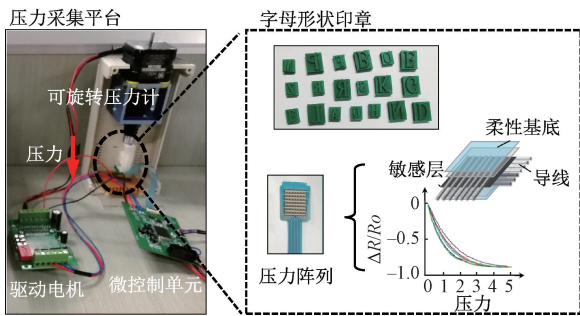 压力采集平台
字母形状印章
可旋转压力计
压力
驱动电机
微控制单元
压力阵列
柔性基底
敏感层
导线
ΔR/Ro
0
−0.5
−1.0
0 1 2 3 4 5
压力